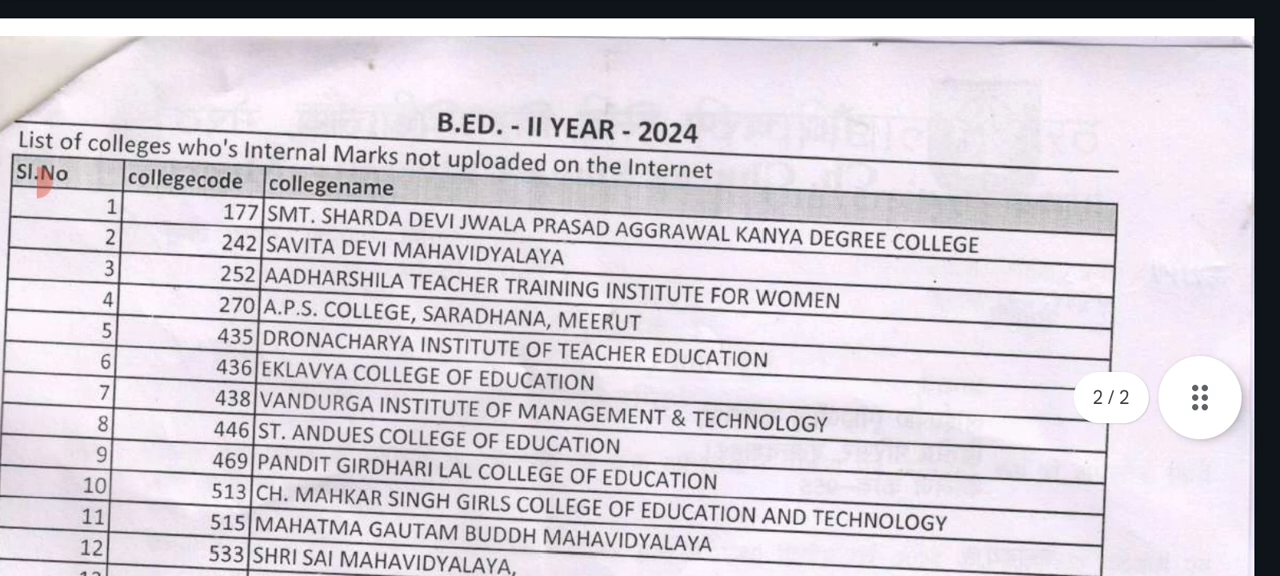 B.ED. - II YEAR - 2024
List of colleges who's Internal Marks not uploaded on the Internet
Sl.No collegecode collegename
1 177 SMT. SHARDA DEVI JWALA PRASAD AGGRAWAL KANYA DEGREE COLLEGE
2 242 SAVITA DEVI MAHAVIDYALAYA
3 252 AADHARSHILA TEACHER TRAINING INSTITUTE FOR WOMEN
4 270 A.P.S. COLLEGE, SARADHANA, MEERUT
5 435 DRONACHARYA INSTITUTE OF TEACHER EDUCATION
6 436 EKLAVYA COLLEGE OF EDUCATION
7 438 VANDURGA INSTITUTE OF MANAGEMENT & TECHNOLOGY
8 446 ST. ANDUES COLLEGE OF EDUCATION
9 469 PANDIT GIRDHARI LAL COLLEGE OF EDUCATION
10 513 CH. MAHKAR SINGH GIRLS COLLEGE OF EDUCATION AND TECHNOLOGY
11 515 MAHATMA GAUTAM BUDDH MAHAVIDYALAYA
12 533 SHRI SAI MAHAVIDYALAYA,
2 / 2